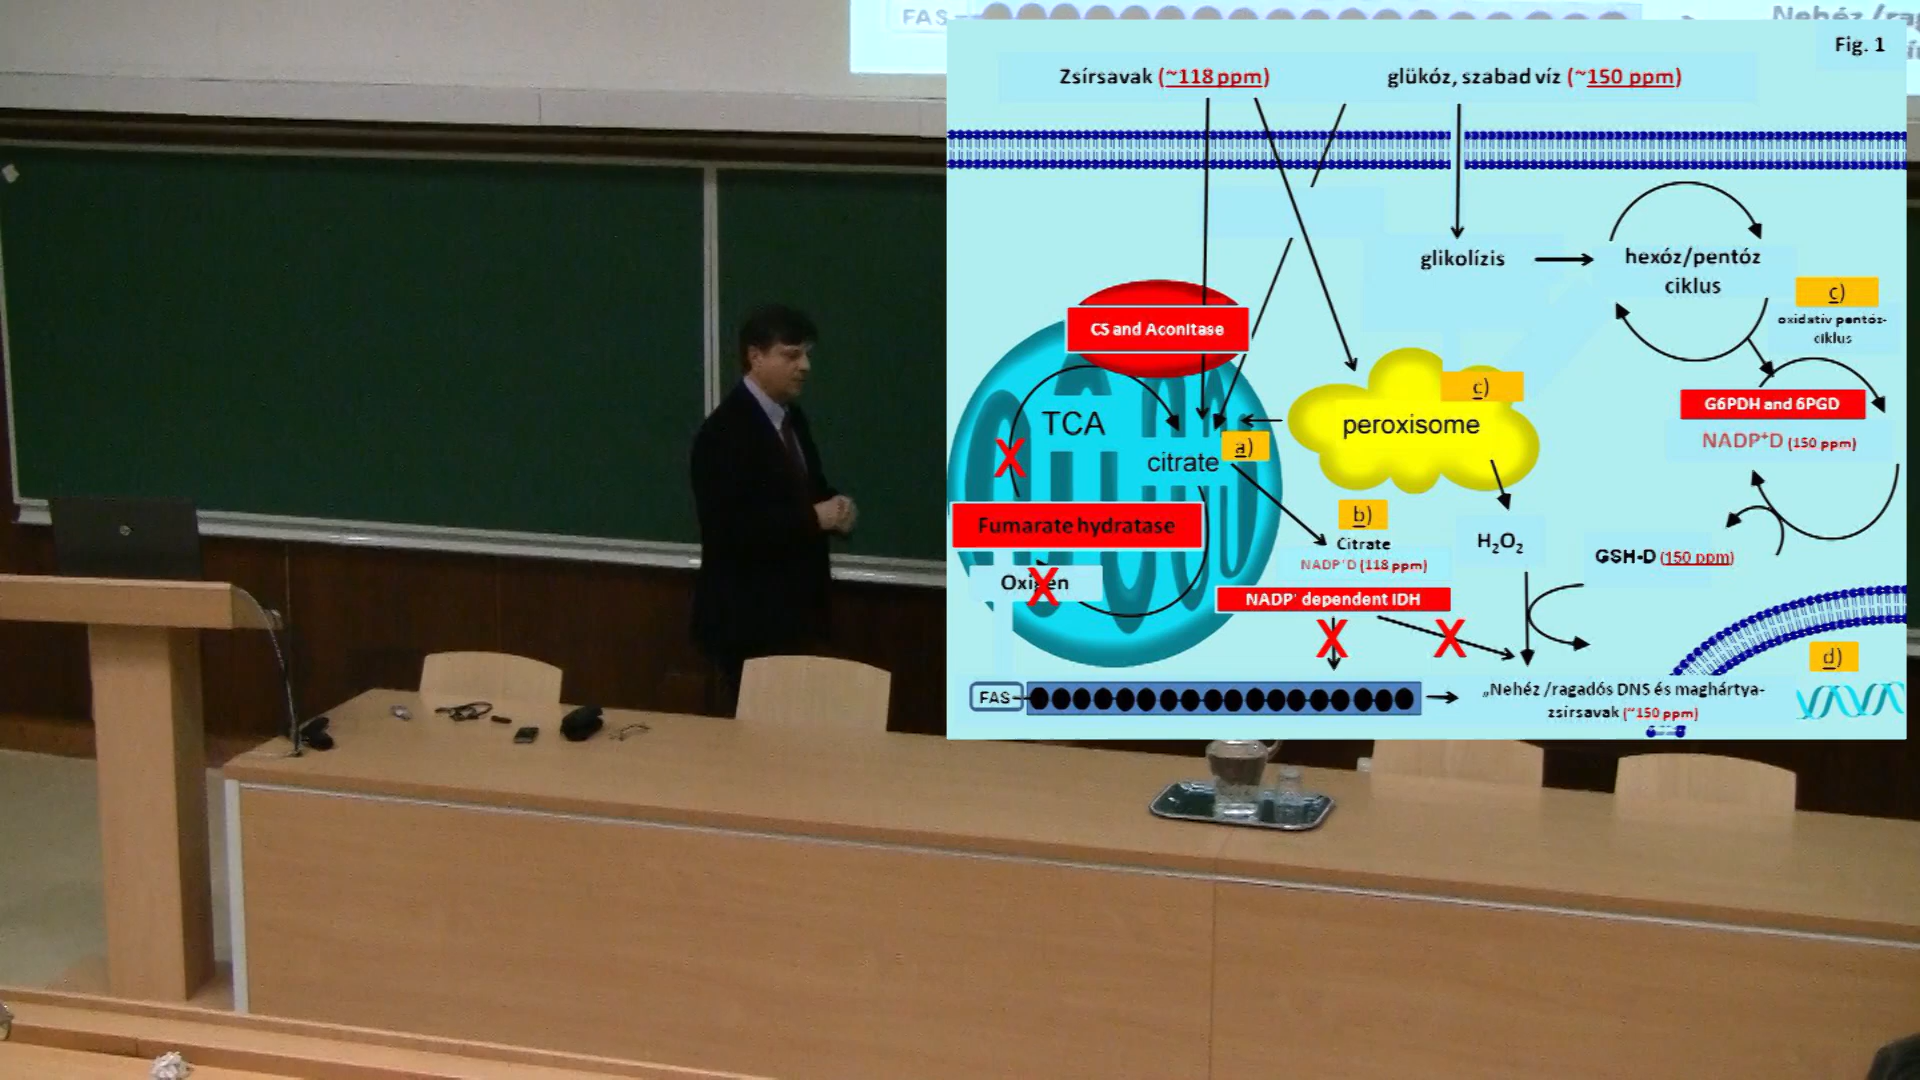 FAS
Nehéz /rag
Fig. 1
Zsírsavak (~118 ppm)
glükóz, szabad víz (~150 ppm)
glikolízis
hexóz/pentóz
ciklus
c)
oxidatív pentóz-
ciklus
CS and Aconitase
TCA
citrate
a)
peroxisome
c)
G6PDH and 6PGD
NADP⁺D (150 ppm)
X
Fumarate hydratase
Oxigén
X
b)
Citrate
NADP⁺D (118 ppm)
H₂O₂
GSH-D (150 ppm)
NADP⁺ dependent IDH
X
X
d)
FAS
„Nehéz /ragadós DNS és maghártya-
zsírsavak (~150 ppm)